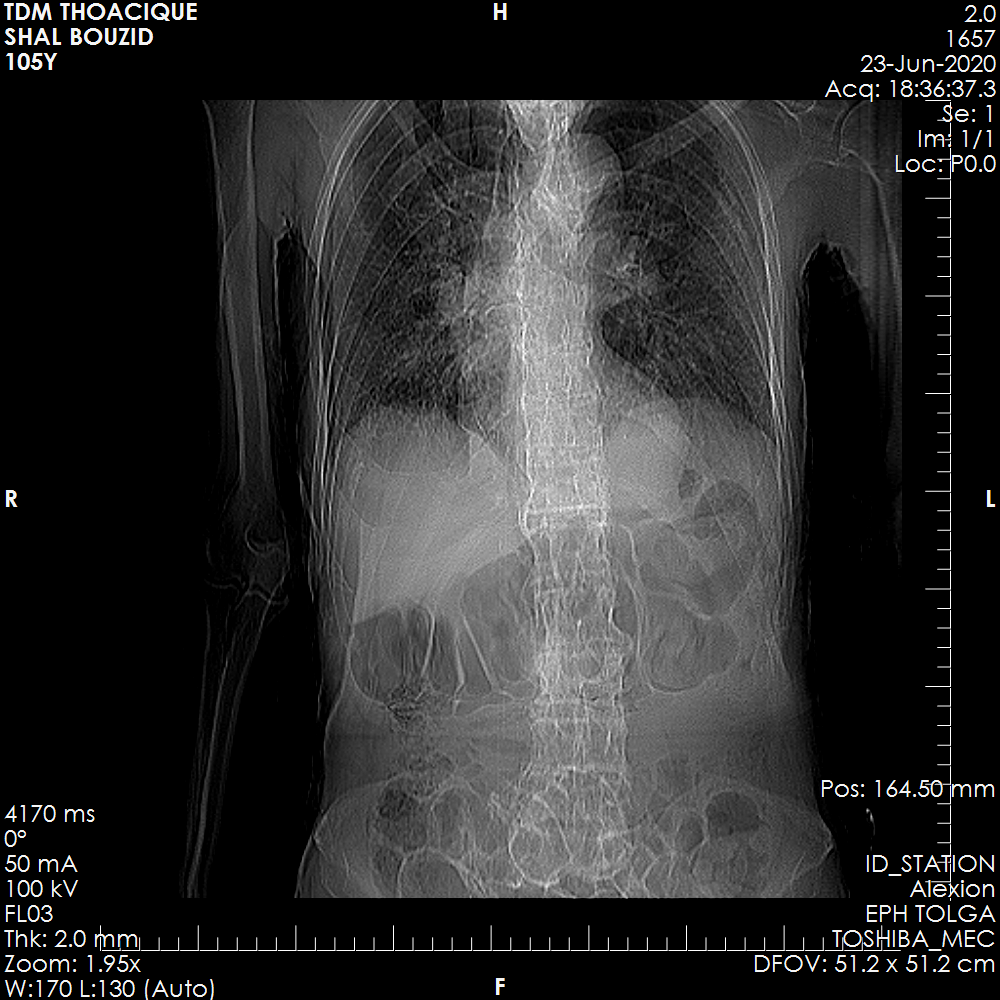 TDM THOACIQUE
SHAL BOUZID
105Y
H
2.0
1657
23-Jun-2020
Acq: 18:36:37.3
Se: 1
Im: 1/1
Loc: P0.0
R
L
Pos: 164.50 mm
4170 ms
0°
50 mA
100 kV
FL03
Thk: 2.0 mm
Zoom: 1.95x
W:170 L:130 (Auto)
F
ID_STATION
Alexion
EPH TOLGA
TOSHIBA_MEC
DFOV: 51.2 x 51.2 cm